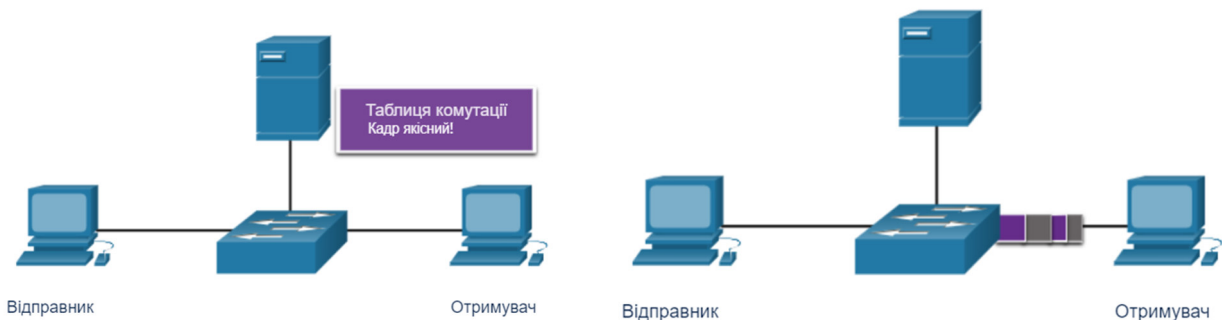 Таблиця комутації
Кадр якісний!
Відправник
Отримувач
Відправник
Отримувач